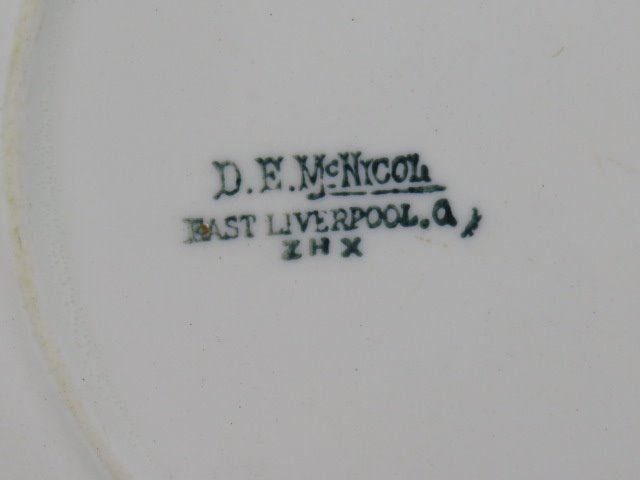 D.E. McNICOL
EAST LIVERPOOL, O.
I H X